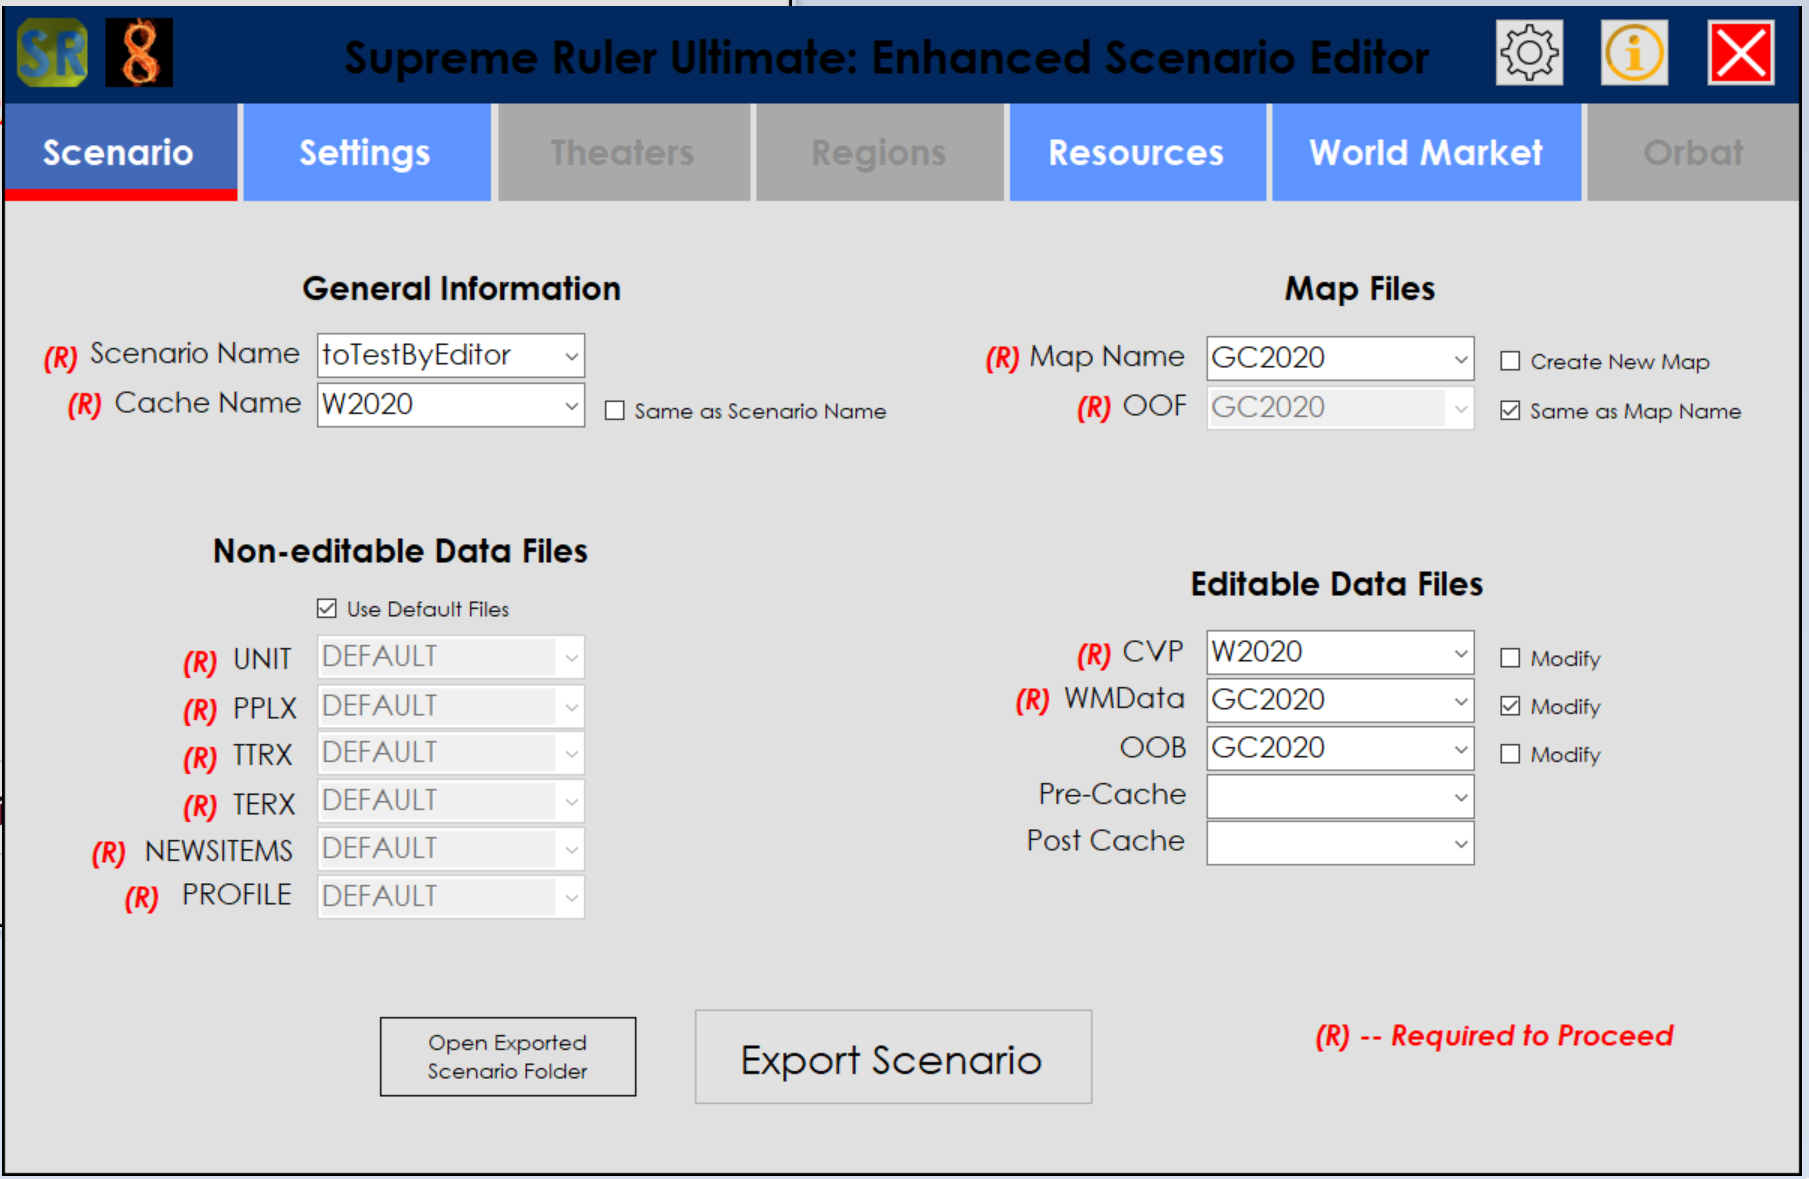 SR 8 Supreme Ruler Ultimate: Enhanced Scenario Editor
Scenario Settings Theaters Regions Resources World Market Orbat
General Information
(R) Scenario Name toTestByEditor
(R) Cache Name W2020 Same as Scenario Name
Map Files
(R) Map Name GC2020 Create New Map
(R) OOF GC2020 Same as Map Name
Non-editable Data Files
Use Default Files
(R) UNIT DEFAULT
(R) PPLX DEFAULT
(R) TTRX DEFAULT
(R) TERX DEFAULT
(R) NEWSITEMS DEFAULT
(R) PROFILE DEFAULT
Editable Data Files
(R) CVP W2020 Modify
(R) WMData GC2020 Modify
OOB GC2020 Modify
Pre-Cache
Post Cache
Open Exported
Scenario Folder
Export Scenario
(R) -- Required to Proceed